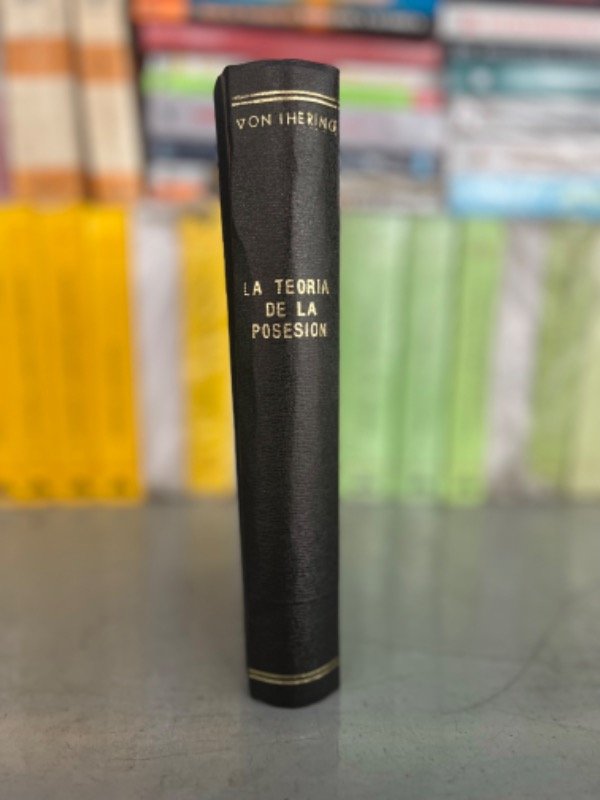 VON IHERING
LA TEORIA
DE LA
POSESION